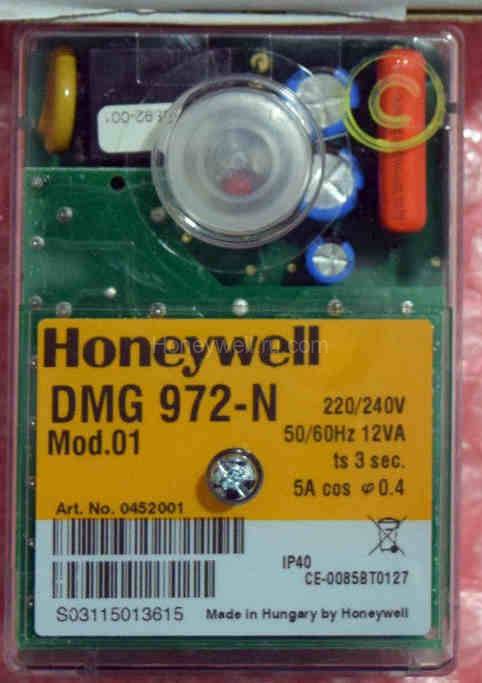 Honeywell
DMG 972-N
Mod.01
220/240V
50/60Hz 12VA
ts 3 sec.
5A cos φ 0.4
Art. No. 0452001
IP40
CE-0085BT0127
S03115013615
Made in Hungary by Honeywell